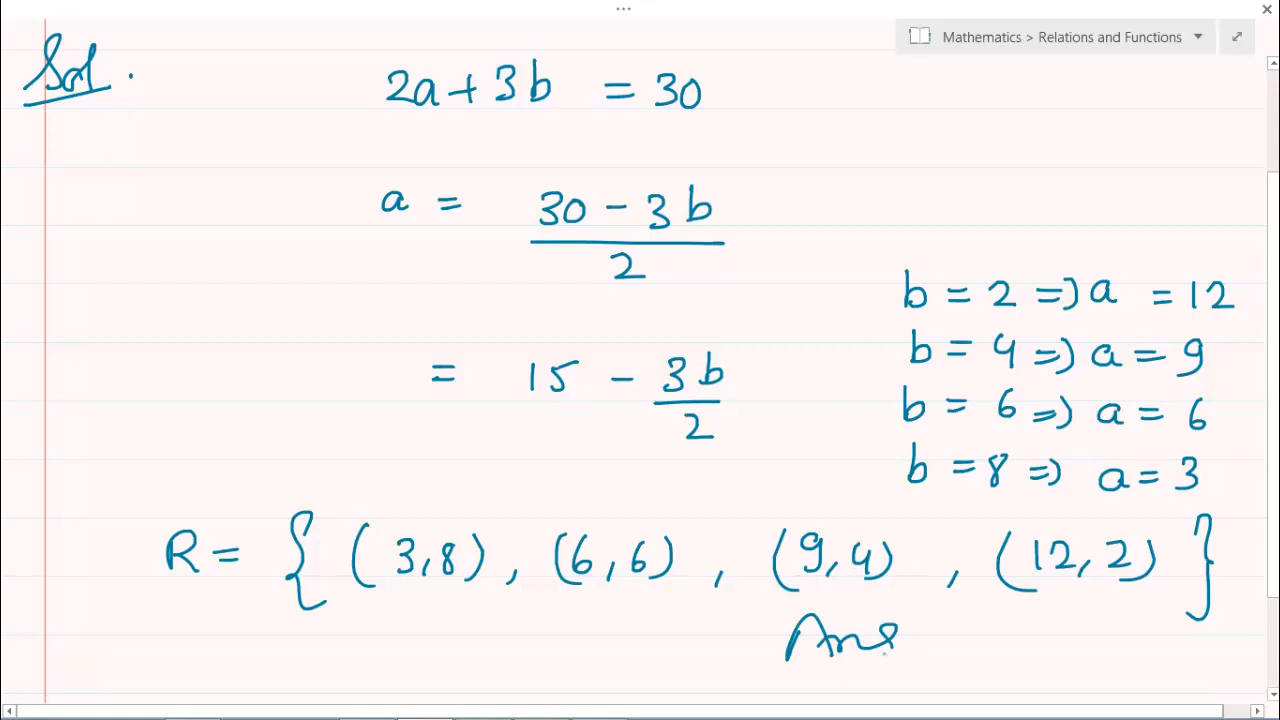 Mathematics > Relations and Functions
Sol.
2a+3b = 30
a = 30 - 3b
2
= 15 - 3b
2
b = 2 => a = 12
b = 4 => a = 9
b = 6 => a = 6
b = 8 => a = 3
R = { (3,8), (6,6), (9,4), (12,2) }
Ans